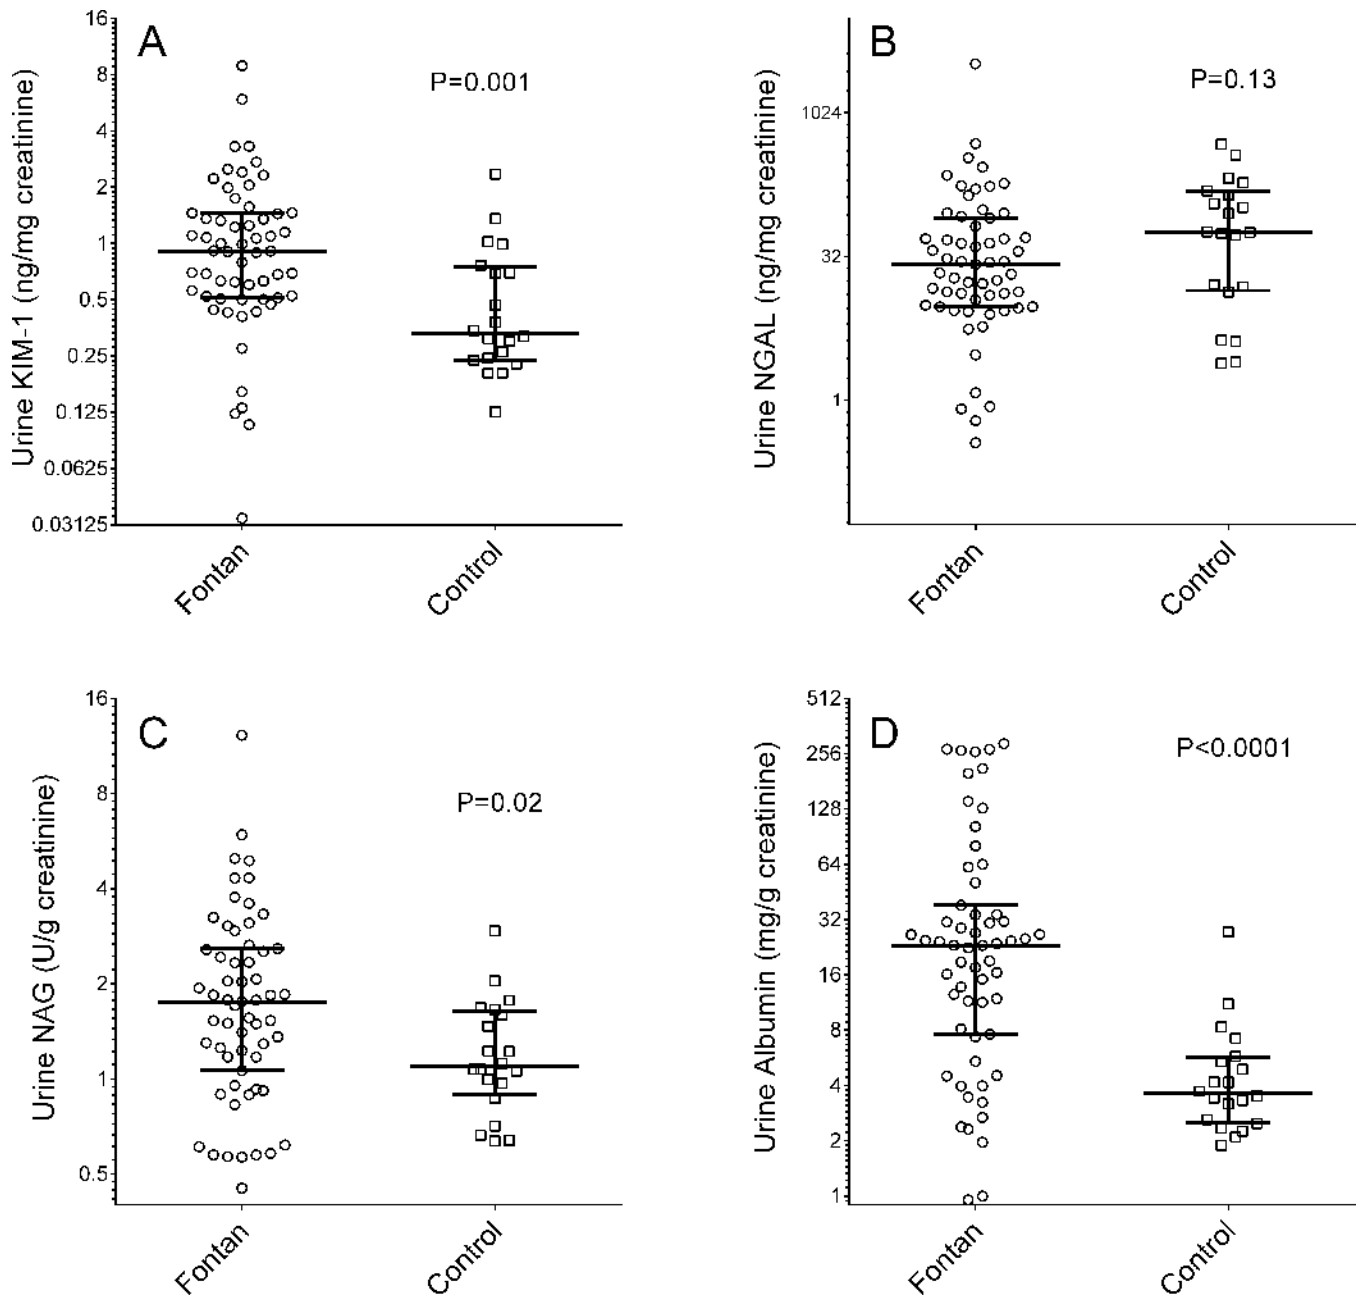 A
P=0.001
Urine KIM-1 (ng/mg creatinine)
16
8
4
2
1
0.5
0.25
0.125
0.0625
0.03125
Fontan
Control
B
P=0.13
Urine NGAL (ng/mg creatinine)
1024
32
1
Fontan
Control
C
P=0.02
Urine NAG (U/g creatinine)
16
8
4
2
1
0.5
Fontan
Control
D
P<0.0001
Urine Albumin (mg/g creatinine)
512
256
128
64
32
16
8
4
2
1
Fontan
Control